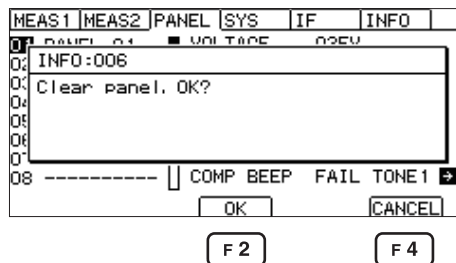 MEAS1 MEAS2 PANEL SYS IF INFO
01
INFO:006
Clear panel. OK?
08 ---------- COMP BEEP FAIL TONE1
OK CANCEL
F2 F4